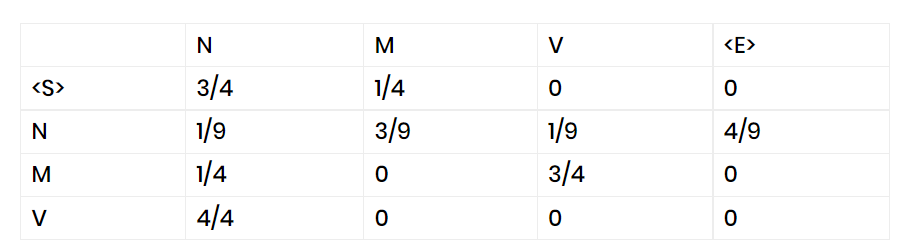 N M V <E>
<S> 3/4 1/4 0 0
N 1/9 3/9 1/9 4/9
M 1/4 0 3/4 0
V 4/4 0 0 0